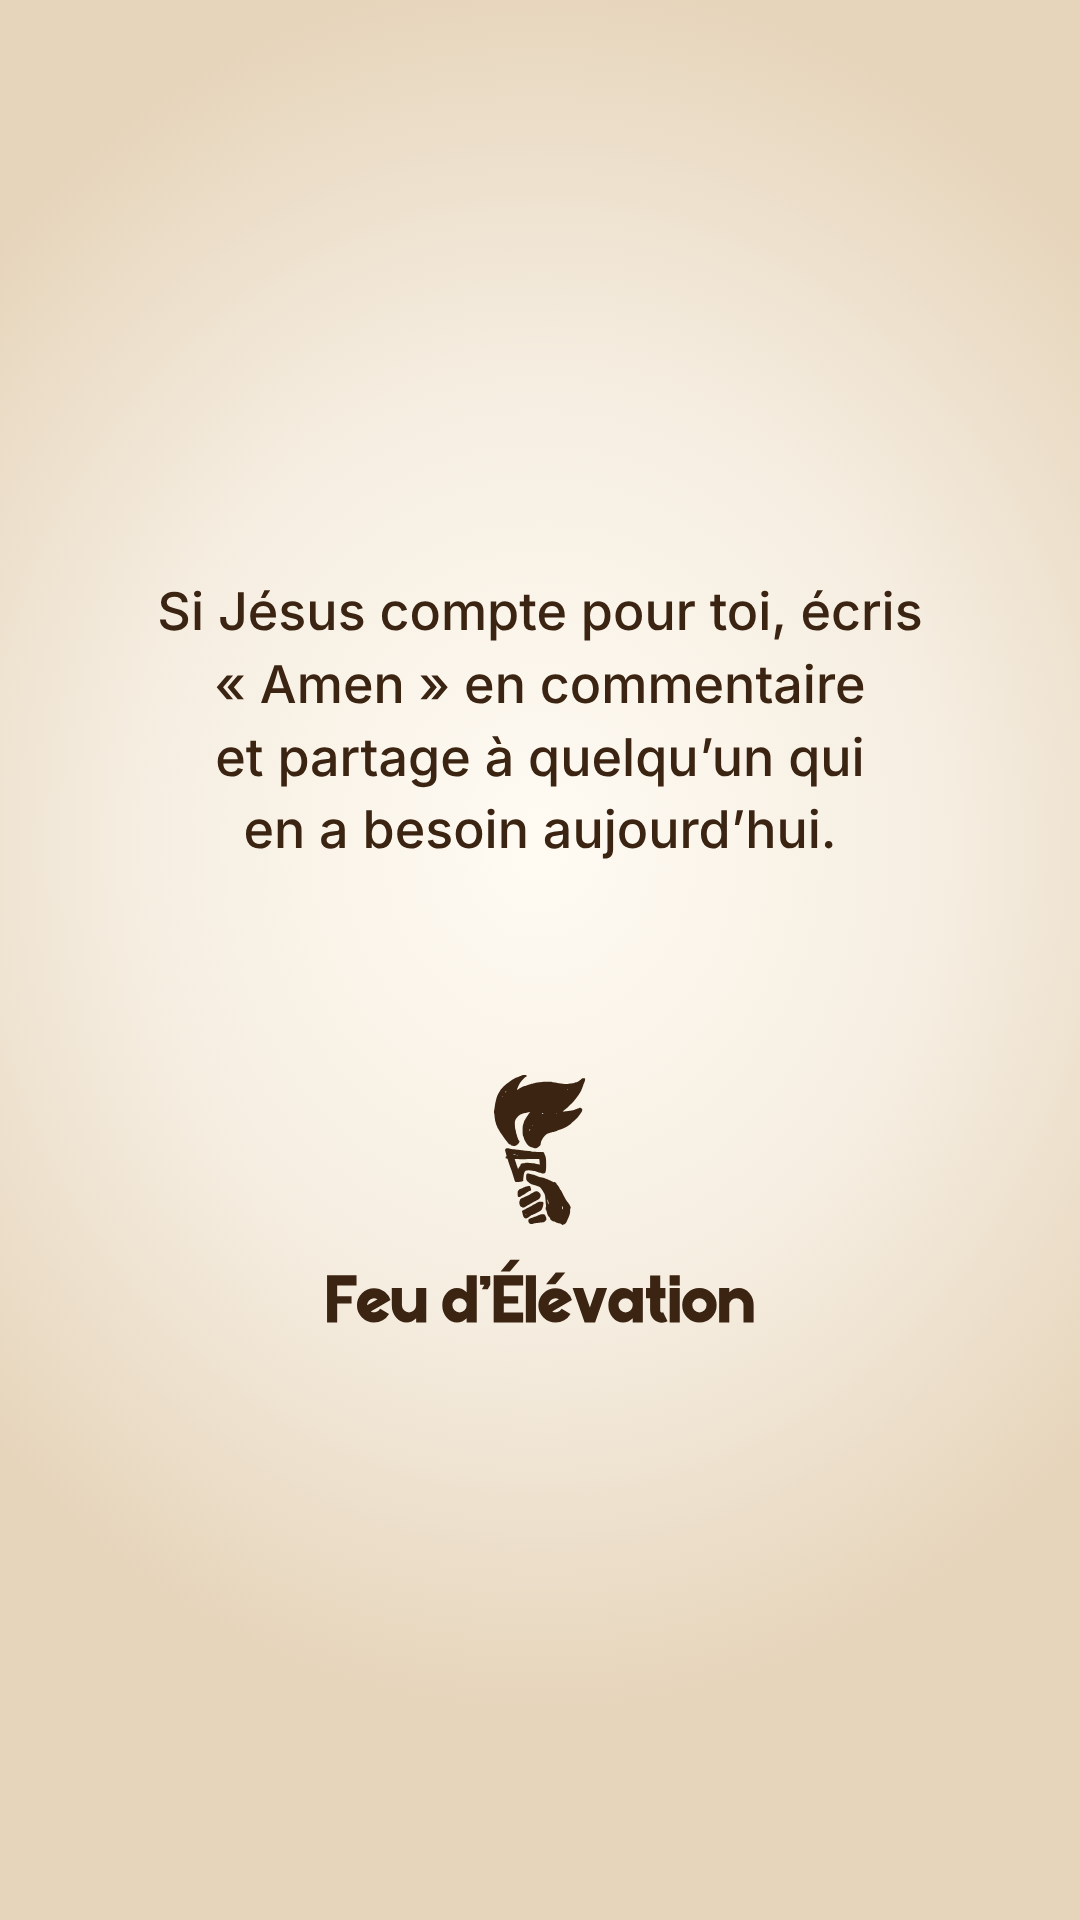 Si Jésus compte pour toi, écris
« Amen » en commentaire
et partage à quelqu’un qui
en a besoin aujourd’hui.
Feu d’Élévation